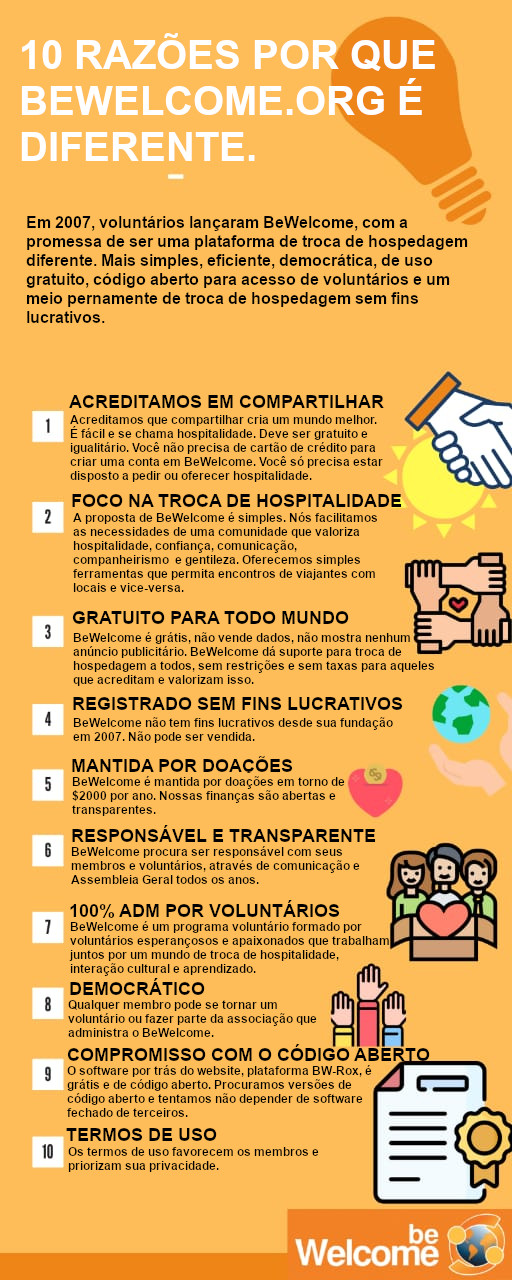 10 RAZÕES POR QUE
BEWELCOME.ORG É
DIFERENTE.
Em 2007, voluntários lançaram BeWelcome, com a
promessa de ser uma plataforma de troca de hospedagem
diferente. Mais simples, eficiente, democrática, de uso
gratuito, código aberto para acesso de voluntários e um
meio pernamente de troca de hospedagem sem fins
lucrativos.
1
ACREDITAMOS EM COMPARTILHAR
Acreditamos que compartilhar cria um mundo melhor.
É fácil e se chama hospitalidade. Deve ser gratuito e
igualitário. Você não precisa de cartão de crédito para
criar uma conta em BeWelcome. Você só precisa estar
disposto a pedir ou oferecer hospitalidade.
2
FOCO NA TROCA DE HOSPITALIDADE
A proposta de BeWelcome é simples. Nós facilitamos
as necessidades de uma comunidade que valoriza
hospitalidade, confiança, comunicação,
companheirismo e gentileza. Oferecemos simples
ferramentas que permita encontros de viajantes com
locais e vice-versa.
3
GRATUITO PARA TODO MUNDO
BeWelcome é grátis, não vende dados, não mostra nenhum
anúncio publicitário. BeWelcome dá suporte para troca de
hospedagem a todos, sem restrições e sem taxas para aqueles
que acreditam e valorizam isso.
4
REGISTRADO SEM FINS LUCRATIVOS
BeWelcome não tem fins lucrativos desde sua fundação
em 2007. Não pode ser vendida.
5
MANTIDA POR DOAÇÕES
BeWelcome é mantida por doações em torno de
$2000 por ano. Nossas finanças são abertas e
transparentes.
6
RESPONSÁVEL E TRANSPARENTE
BeWelcome procura ser responsável com seus
membros e voluntários, através de comunicação e
Assembleia Geral todos os anos.
7
100% ADM POR VOLUNTÁRIOS
BeWelcome é um programa voluntário formado por
voluntários esperançosos e apaixonados que trabalham
juntos por um mundo de troca de hospitalidade,
interação cultural e aprendizado.
8
DEMOCRÁTICO
Qualquer membro pode se tornar um
voluntário ou fazer parte da associação que
administra o BeWelcome.
9
COMPROMISSO COM O CÓDIGO ABERTO
O software por trás do website, plataforma BW-Rox, é
grátis e de código aberto. Procuramos versões de
código aberto e tentamos não depender de software
fechado de terceiros.
10
TERMOS DE USO
Os termos de uso favorecem os membros e
priorizam sua privacidade.
be
Welcome